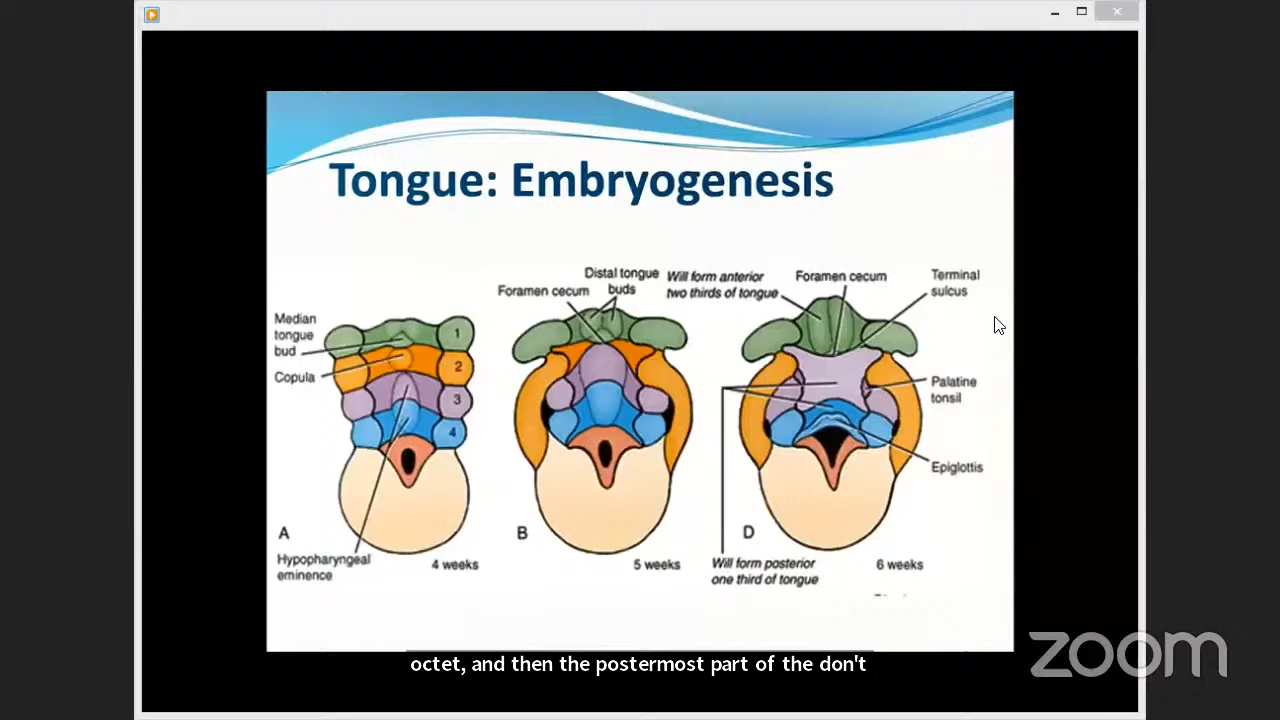 Tongue: Embryogenesis
Median
tongue
bud
Copula
1
2
3
4
A
Hypopharyngeal
eminence
4 weeks
Foramen cecum
Distal tongue
buds
B
5 weeks
Will form anterior
two thirds of tongue
Foramen cecum
Terminal
sulcus
Palatine
tonsil
Epiglottis
D
Will form posterior
one third of tongue
6 weeks
octet, and then the postermost part of the don't
zoom